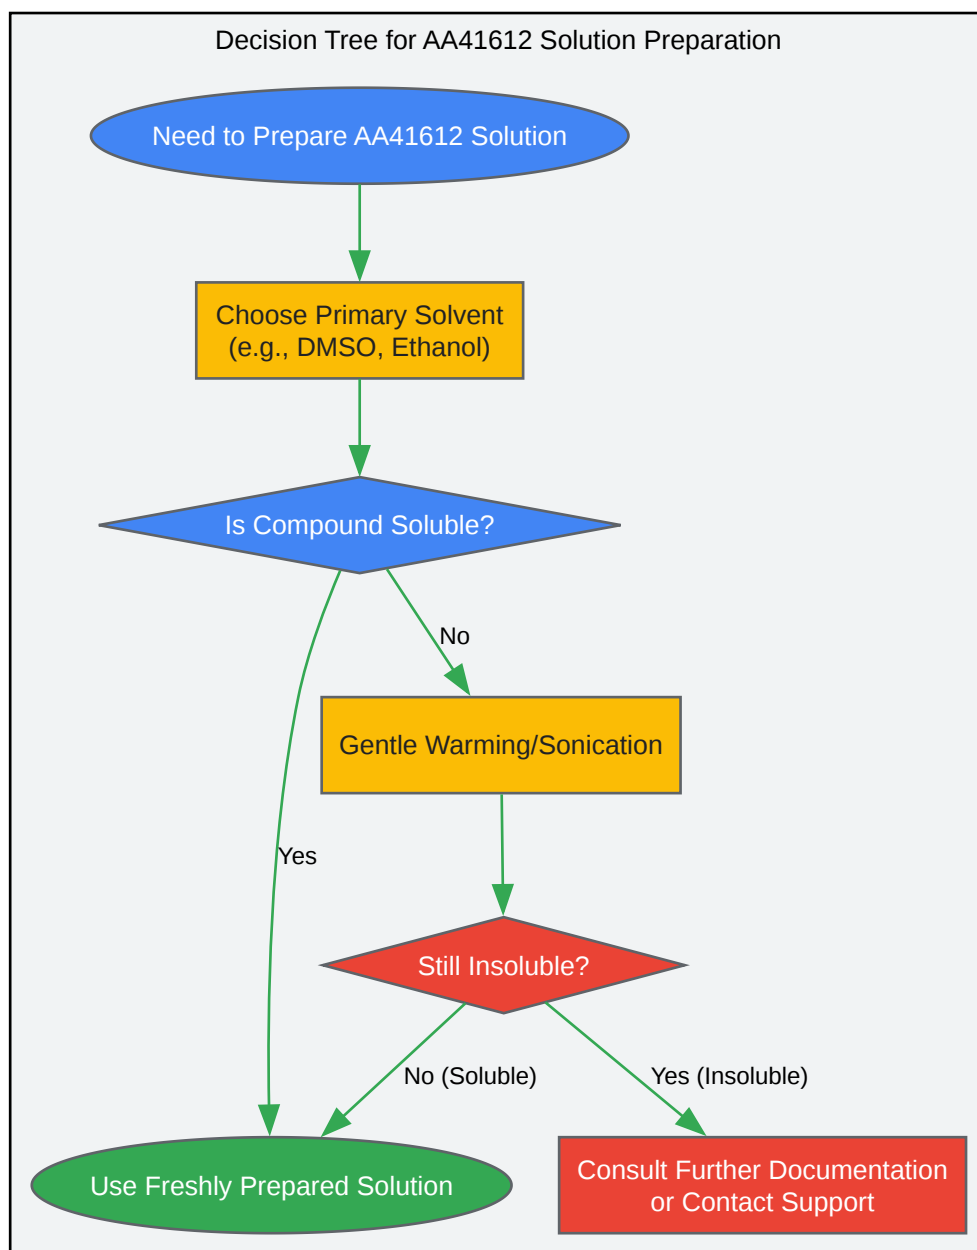 Decision Tree for AA41612 Solution Preparation
Need to Prepare AA41612 Solution
Choose Primary Solvent
(e.g., DMSO, Ethanol)
Is Compound Soluble?
No
Gentle Warming/Sonication
Yes
Still Insoluble?
No (Soluble)
Yes (Insoluble)
Use Freshly Prepared Solution
Consult Further Documentation
or Contact Support